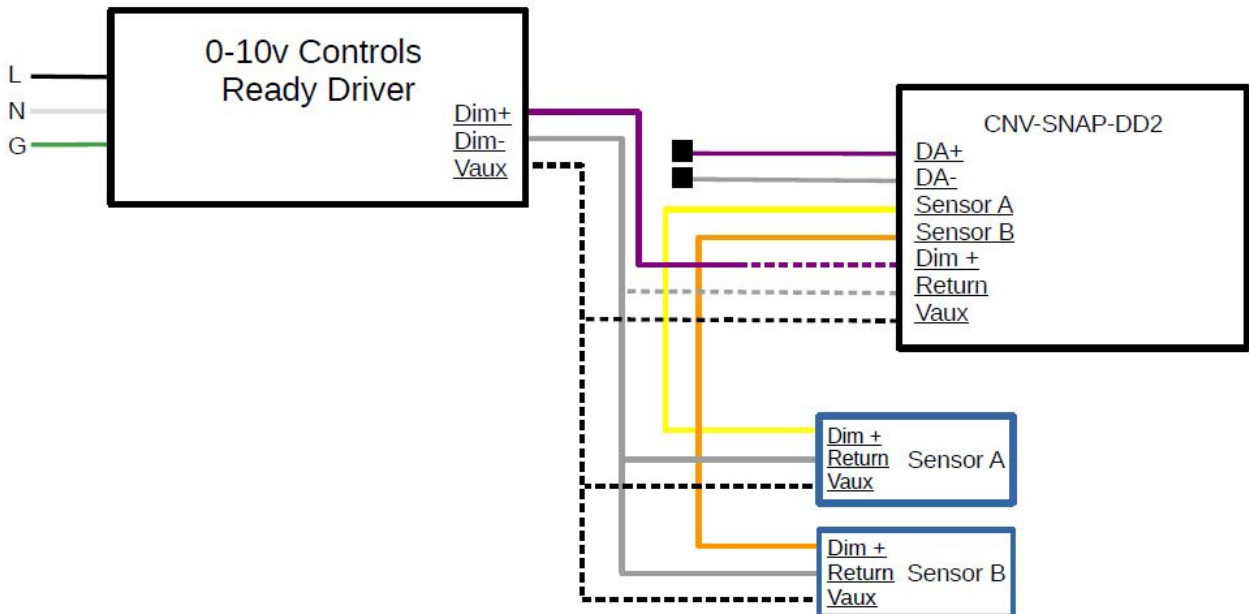 0-10v Controls
Ready Driver
L
N
G
Dim+
Dim-
Vaux
CNV-SNAP-DD2
DA+
DA-
Sensor A
Sensor B
Dim +
Return
Vaux
Dim +
Return
Vaux
Sensor A
Dim +
Return
Vaux
Sensor B